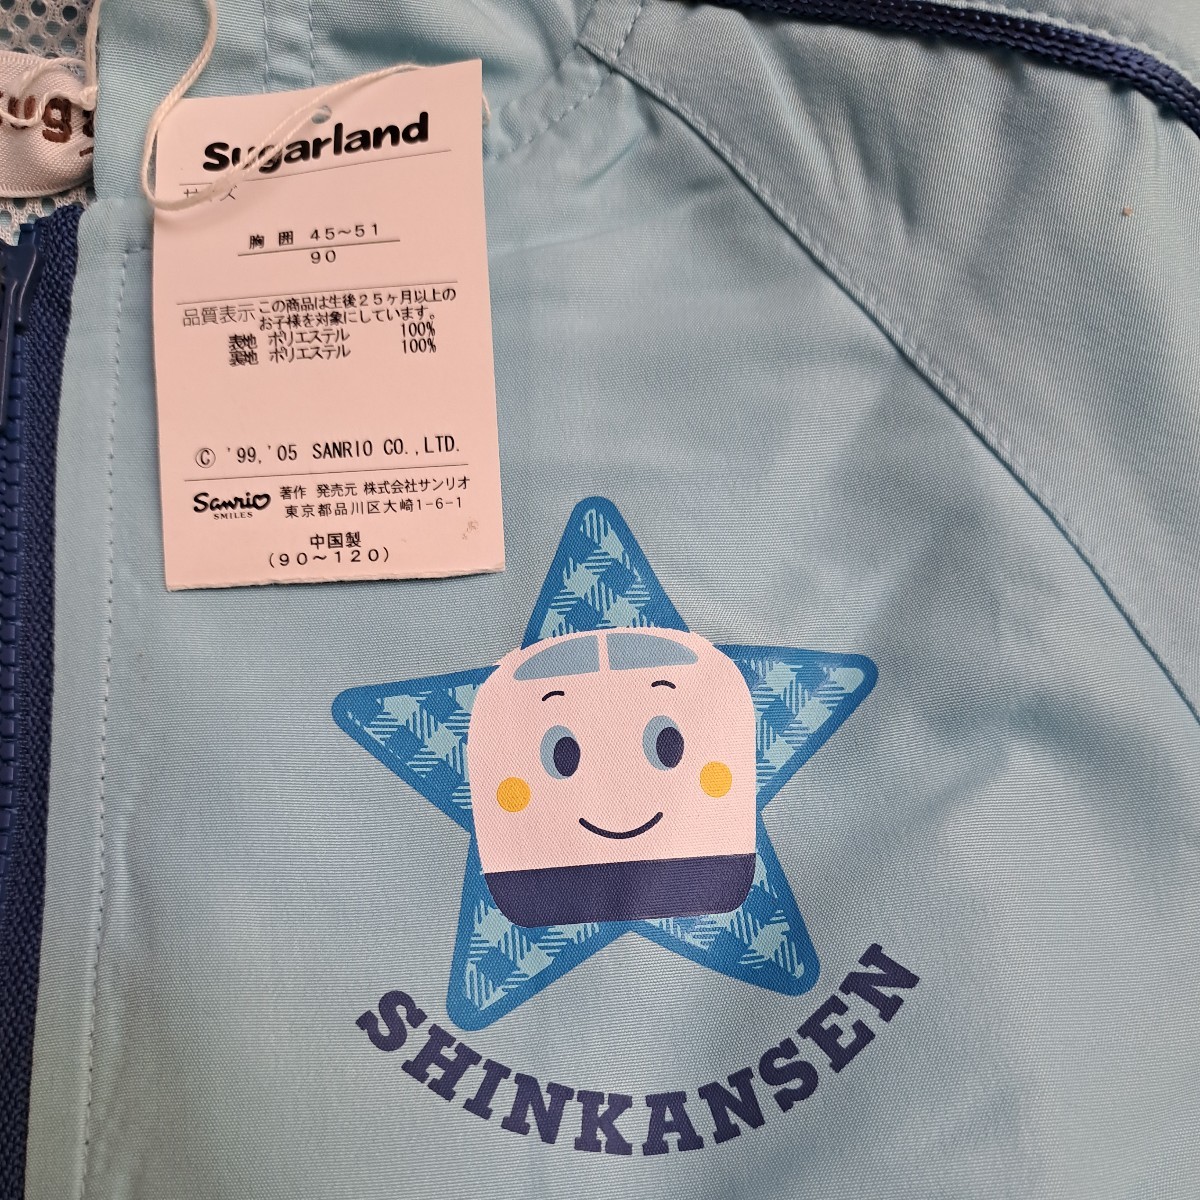 Sugarland
サイズ
胸囲 45～51
90
品質表示 この商品は生後25ヶ月以上の
お子様を対象にしています。
表地 ポリエステル 100%
裏地 ポリエステル 100%
© '99,'05 SANRIO CO.,LTD.
Sanrio
SMILES
著作 発売元 株式会社サンリオ
東京都品川区大崎1-6-1
中国製
(90～120)
SHINKANSEN